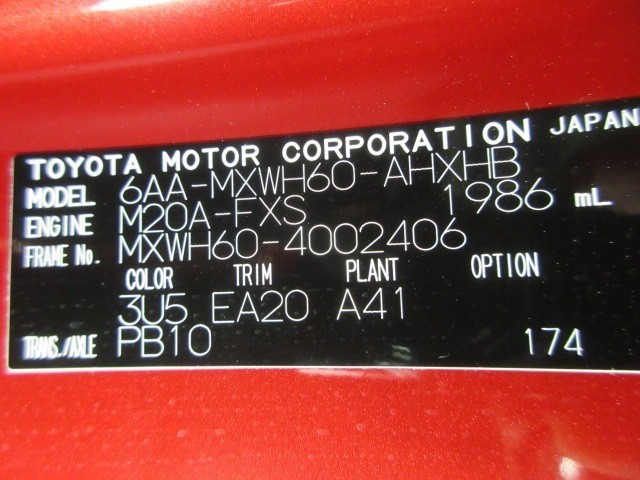 TOYOTA MOTOR CORPORATION JAPAN
MODEL 6AA-MXWH60-AHXHB
ENGINE M20A-FXS 1986 mL
FRAME No. MXWH60-4002406
COLOR TRIM PLANT OPTION
3U5 EA20 A41
TRANS./AXLE PB10 174